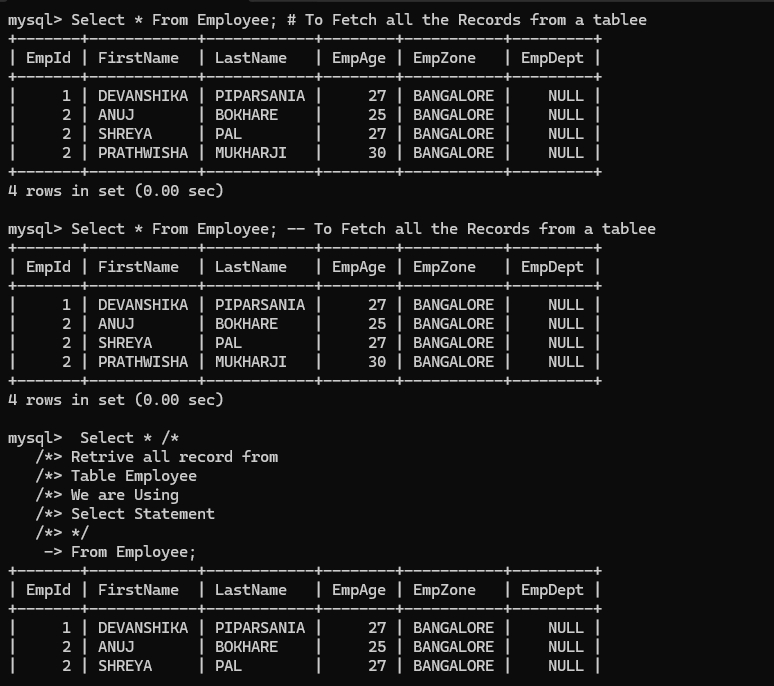 mysql> Select * From Employee; # To Fetch all the Records from a tablee
+-------+------------+------------+--------+-----------+---------+
| EmpId | FirstName  | LastName   | EmpAge | EmpZone   | EmpDept |
+-------+------------+------------+--------+-----------+---------+
|     1 | DEVANSHIKA | PIPARSANIA |     27 | BANGALORE |    NULL |
|     2 | ANUJ       | BOKHARE    |     25 | BANGALORE |    NULL |
|     2 | SHREYA     | PAL        |     27 | BANGALORE |    NULL |
|     2 | PRATHWISHA | MUKHARJI   |     30 | BANGALORE |    NULL |
+-------+------------+------------+--------+-----------+---------+
4 rows in set (0.00 sec)

mysql> Select * From Employee; -- To Fetch all the Records from a tablee
+-------+------------+------------+--------+-----------+---------+
| EmpId | FirstName  | LastName   | EmpAge | EmpZone   | EmpDept |
+-------+------------+------------+--------+-----------+---------+
|     1 | DEVANSHIKA | PIPARSANIA |     27 | BANGALORE |    NULL |
|     2 | ANUJ       | BOKHARE    |     25 | BANGALORE |    NULL |
|     2 | SHREYA     | PAL        |     27 | BANGALORE |    NULL |
|     2 | PRATHWISHA | MUKHARJI   |     30 | BANGALORE |    NULL |
+-------+------------+------------+--------+-----------+---------+
4 rows in set (0.00 sec)

mysql>  Select * /*
   /*> Retrive all record from
   /*> Table Employee
   /*> We are Using
   /*> Select Statement
   /*> */
    -> From Employee;
+-------+------------+------------+--------+-----------+---------+
| EmpId | FirstName  | LastName   | EmpAge | EmpZone   | EmpDept |
+-------+------------+------------+--------+-----------+---------+
|     1 | DEVANSHIKA | PIPARSANIA |     27 | BANGALORE |    NULL |
|     2 | ANUJ       | BOKHARE    |     25 | BANGALORE |    NULL |
|     2 | SHREYA     | PAL        |     27 | BANGALORE |    NULL |